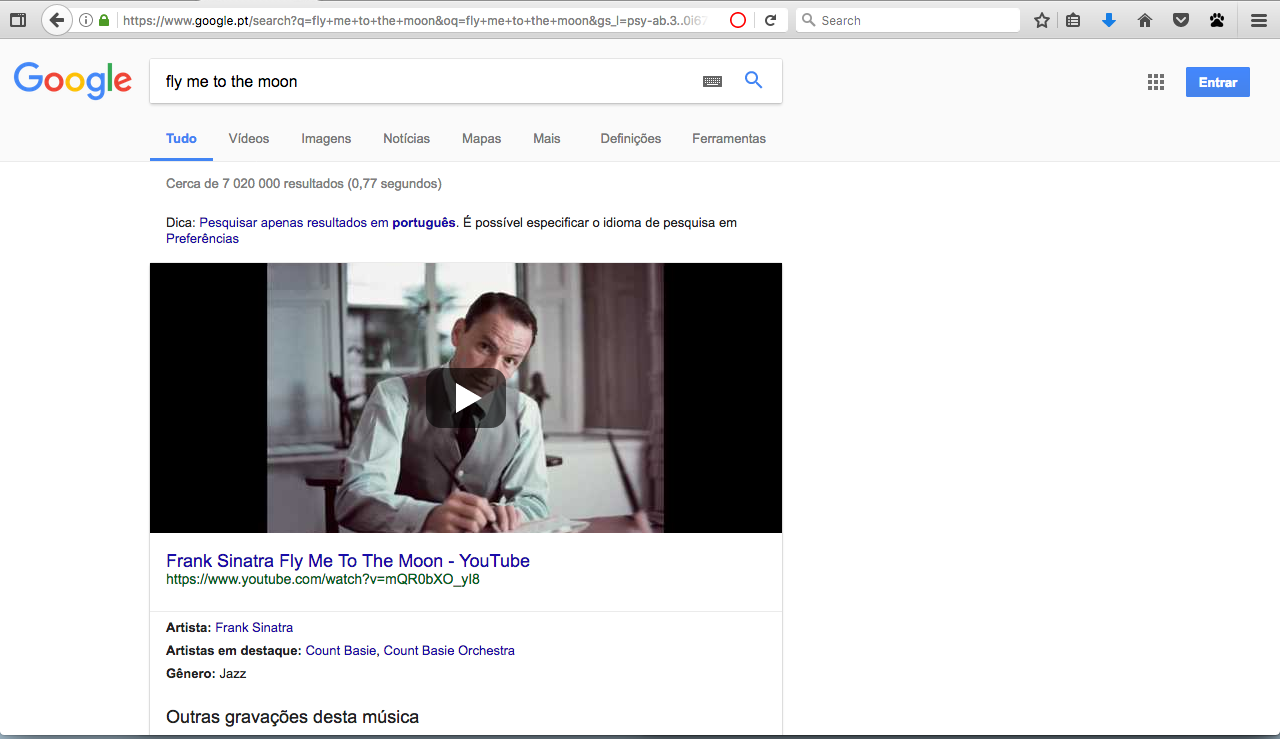 https://www.google.pt/search?q=fly+me+to+the+moon&oq=fly+me+to+the+moon&gs_l=psy-ab.3..0i67
Search
Google
fly me to the moon
Entrar
Tudo Vídeos Imagens Notícias Mapas Mais Definições Ferramentas
Cerca de 7 020 000 resultados (0,77 segundos)
Dica: Pesquisar apenas resultados em português. É possível especificar o idioma de pesquisa em
Preferências
Frank Sinatra Fly Me To The Moon - YouTube
https://www.youtube.com/watch?v=mQR0bXO_yI8
Artista: Frank Sinatra
Artistas em destaque: Count Basie, Count Basie Orchestra
Gênero: Jazz
Outras gravações desta música